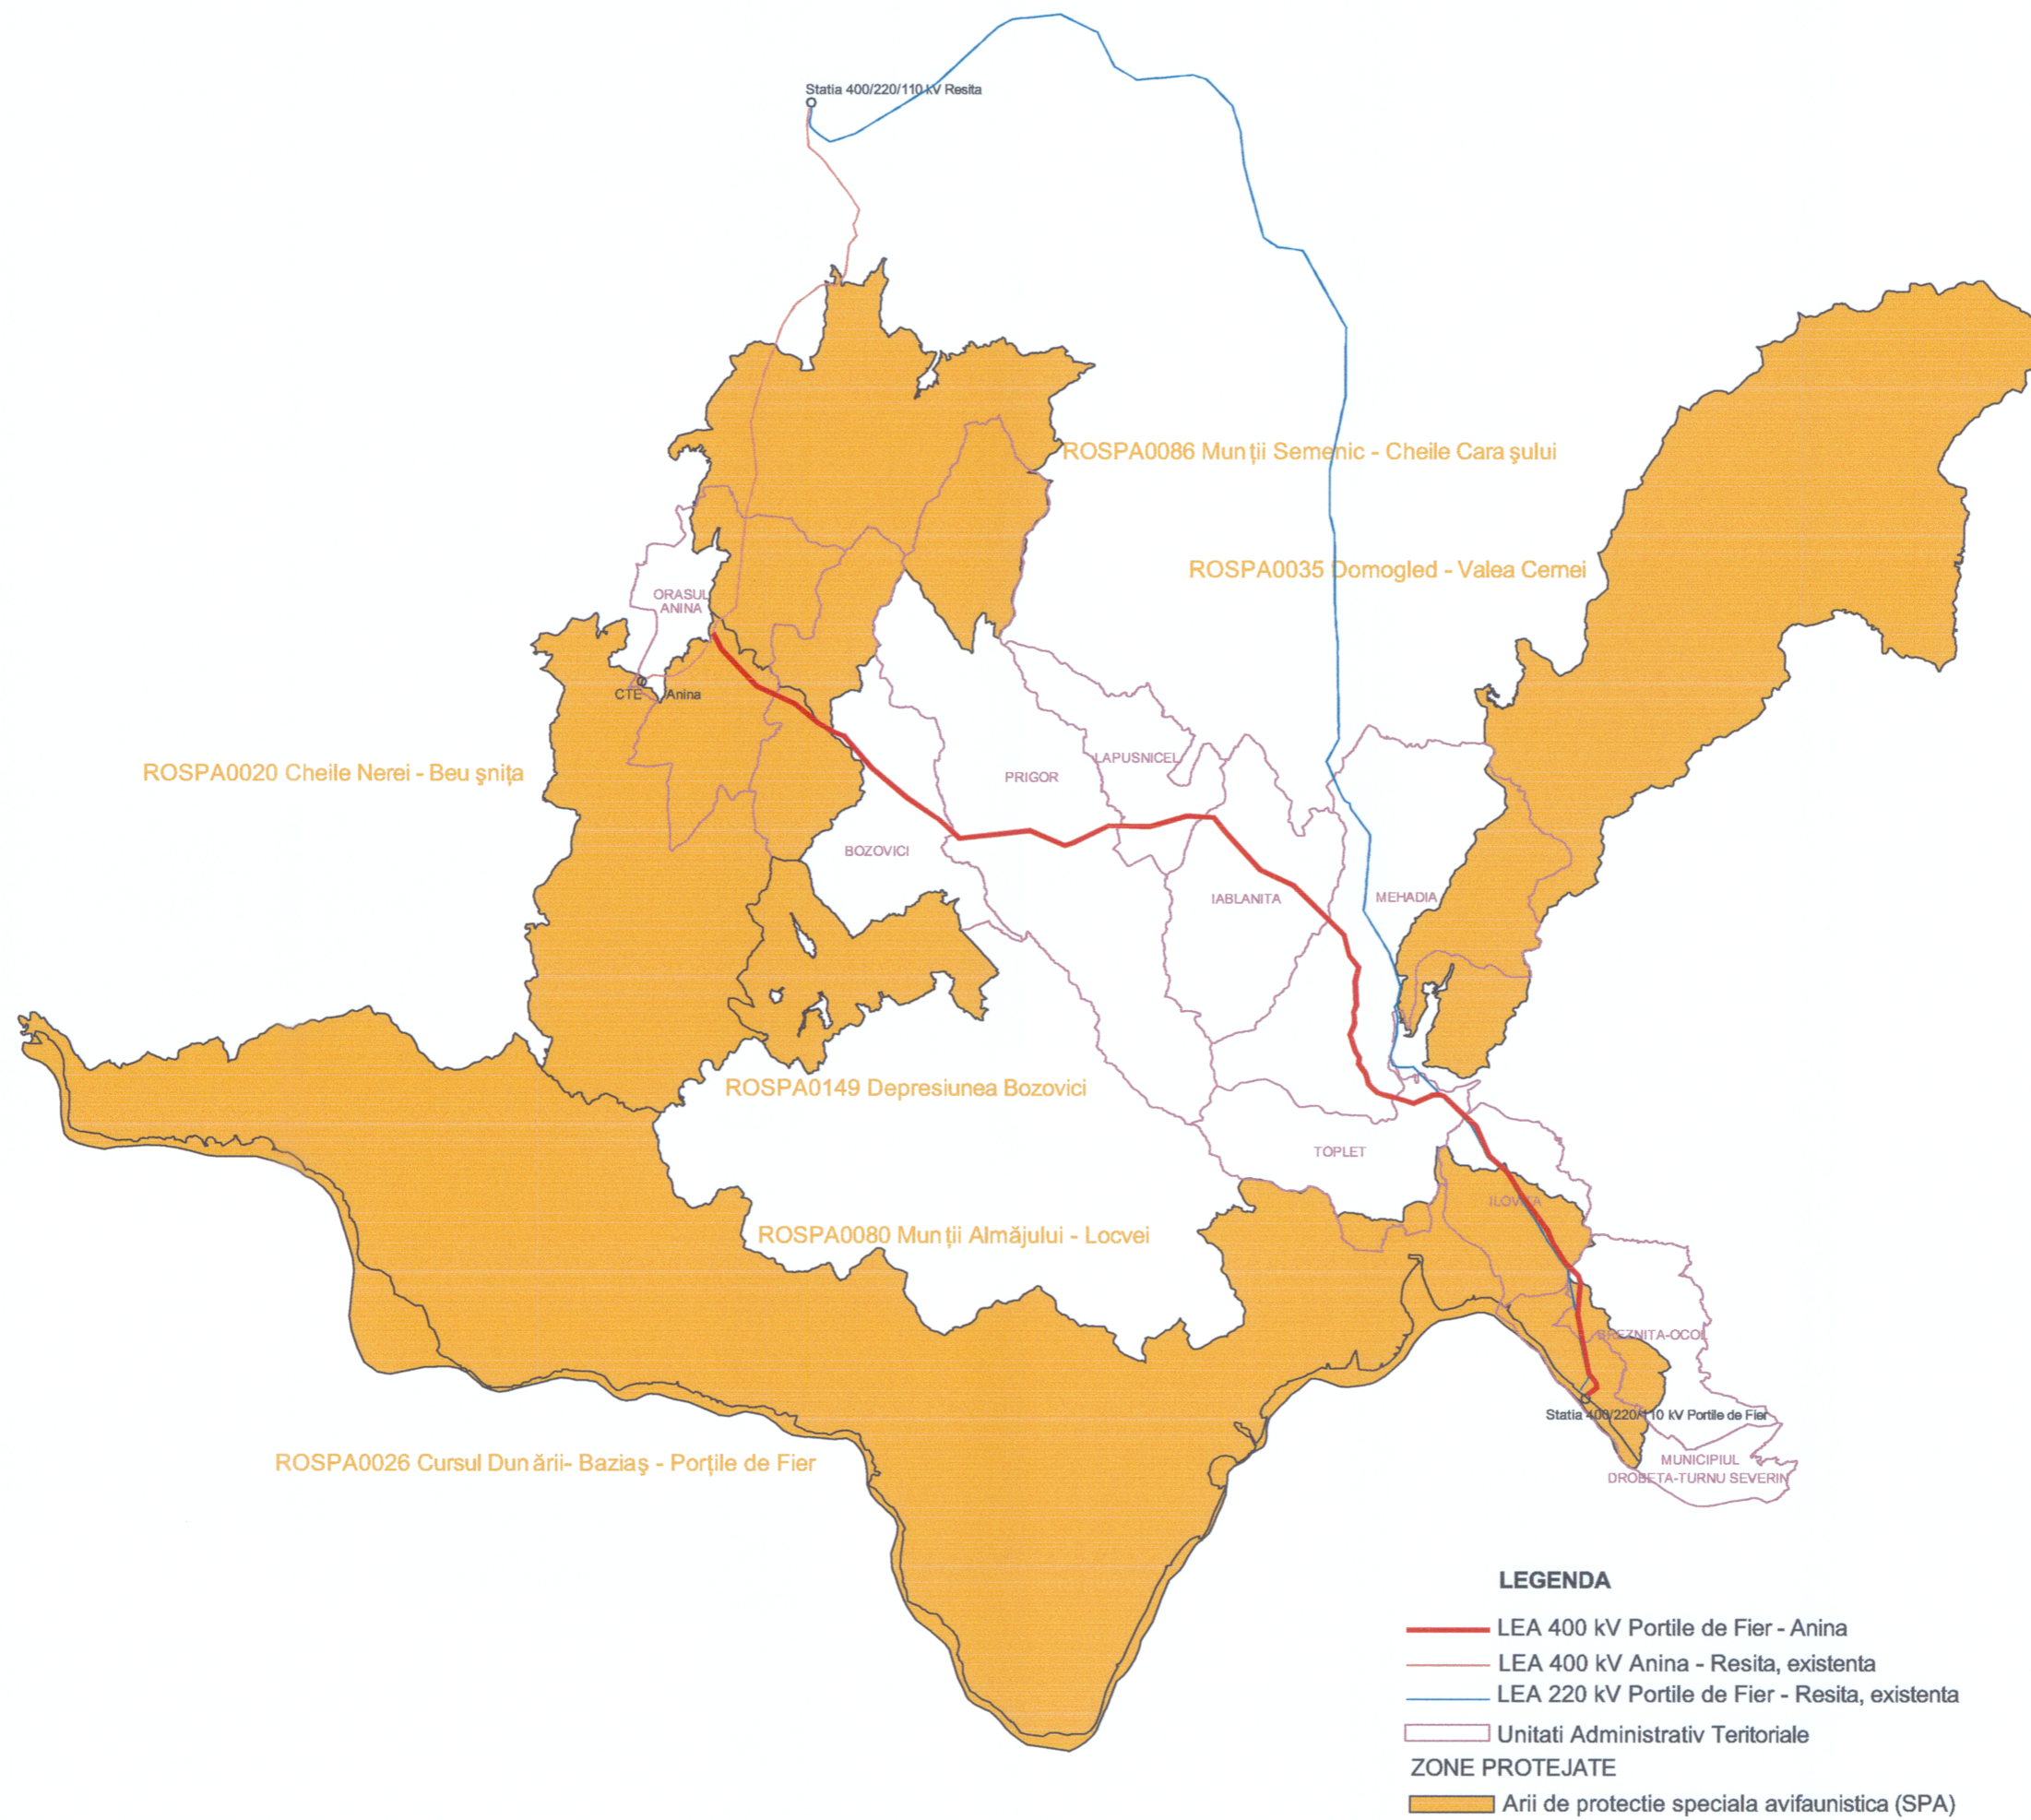 Statia 400/220/110 kV Resita
ROSPA0086 Munții Semenic - Cheile Carașului
ROSPA0035 Domogled - Valea Cernei
ORASUL
ANINA
CTE Anina
ROSPA0020 Cheile Nerei - Beușnița
LAPUSNICEL
PRIGOR
BOZOVICI
IABLANITA
MEHADIA
ROSPA0149 Depresiunea Bozovici
TOPLET
ILOVITA
ROSPA0080 Munții Almăjului - Locvei
BREZNITA-OCOL
Statia 400/220/110 kV Portile de Fier
ROSPA0026 Cursul Dunării- Baziaş - Porțile de Fier
MUNICIPIUL
DROBETA-TURNU SEVERIN
LEGENDA
LEA 400 kV Portile de Fier - Anina
LEA 400 kV Anina - Resita, existenta
LEA 220 kV Portile de Fier - Resita, existenta
Unitati Administrativ Teritoriale
ZONE PROTEJATE
Arii de protectie speciala avifaunistica (SPA)